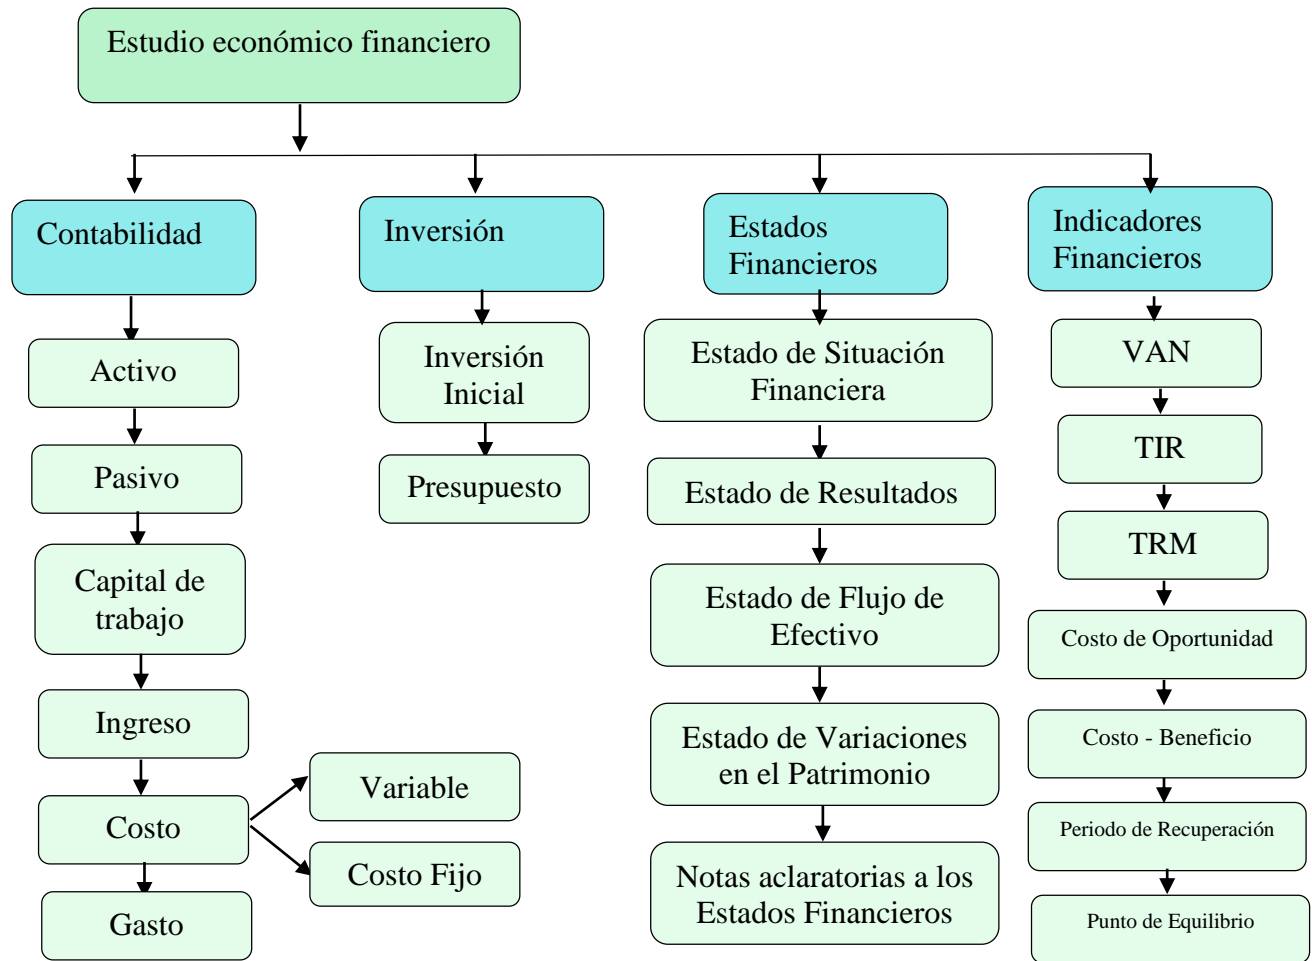 Estudio económico financiero
Contabilidad
Inversión
Estados
Financieros
Indicadores
Financieros
Activo
Pasivo
Capital de
trabajo
Ingreso
Costo
Variable
Costo Fijo
Gasto
Inversión
Inicial
Presupuesto
Estado de Situación
Financiera
Estado de Resultados
Estado de Flujo de
Efectivo
Estado de Variaciones
en el Patrimonio
Notas aclaratorias a los
Estados Financieros
VAN
TIR
TRM
Costo de Oportunidad
Costo - Beneficio
Periodo de Recuperación
Punto de Equilibrio